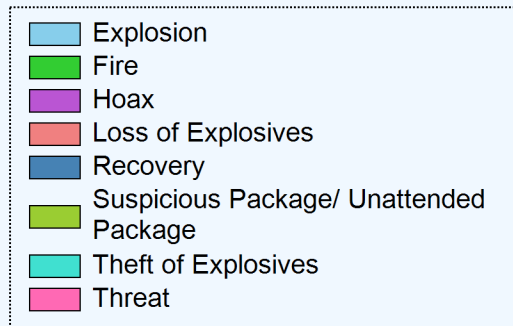 Explosion
Fire
Hoax
Loss of Explosives
Recovery
Suspicious Package/ Unattended
Package
Theft of Explosives
Threat